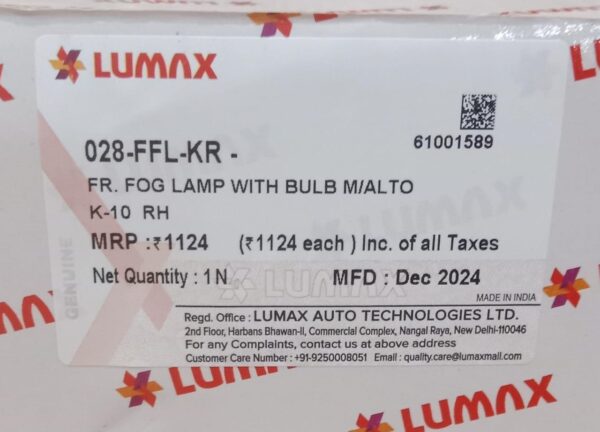 LUMAX
61001589
028-FFL-KR -
FR. FOG LAMP WITH BULB M/ALTO
K-10 RH
MRP :₹1124 (₹1124 each ) Inc. of all Taxes
Net Quantity : 1 N MFD : Dec 2024
LUMAX
GENUINE
MADE IN INDIA
Regd. Office : LUMAX AUTO TECHNOLOGIES LTD.
2nd Floor, Harbans Bhawan-II, Commercial Complex, Nangal Raya, New Delhi-110046
For any Complaints, contact us at above address
Customer Care Number : +91-9250008051 Email : quality.care@lumaxmail.com
LUMAX
LUMAX